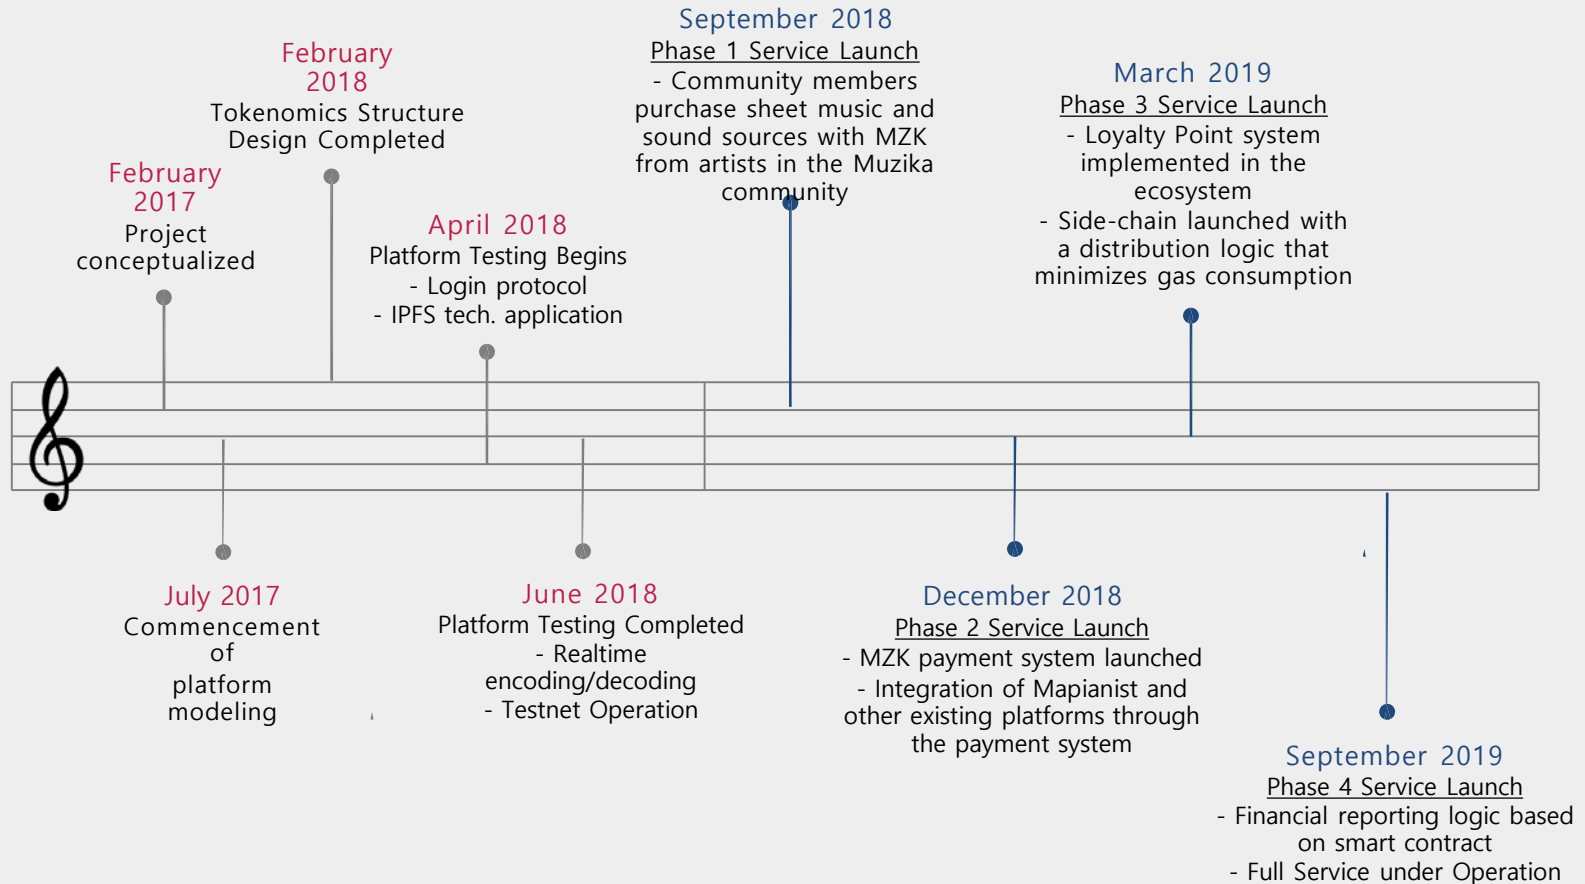 February
2017
Project
conceptualized
July 2017
Commencement
of
platform
modeling
February
2018
Tokenomics Structure
Design Completed
April 2018
Platform Testing Begins
- Login protocol
- IPFS tech. application
June 2018
Platform Testing Completed
- Realtime
encoding/decoding
- Testnet Operation
September 2018
Phase 1 Service Launch
- Community members
purchase sheet music and
sound sources with MZK
from artists in the Muzika
community
December 2018
Phase 2 Service Launch
- MZK payment system launched
- Integration of Mapianist and
other existing platforms through
the payment system
March 2019
Phase 3 Service Launch
- Loyalty Point system
implemented in the
ecosystem
- Side-chain launched with
a distribution logic that
minimizes gas consumption
September 2019
Phase 4 Service Launch
- Financial reporting logic based
on smart contract
- Full Service under Operation